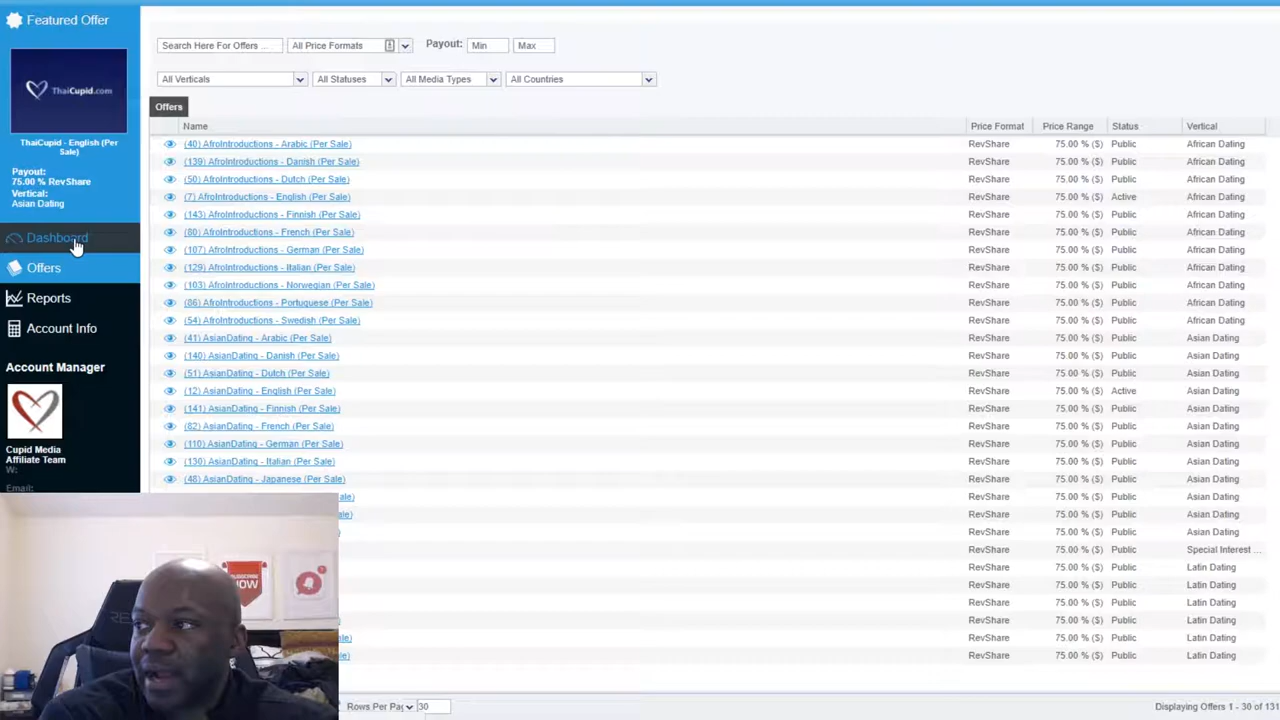 Featured Offer
ThaiCupid.com
ThaiCupid - English (Per
Sale)
Payout:
75.00 % RevShare
Vertical:
Asian Dating
Dashboard
Offers
Reports
Account Info
Account Manager
Cupid Media
Affiliate Team
W:
Email:
Search Here For Offers ... All Price Formats Payout: Min Max
All Verticals All Statuses All Media Types All Countries
Offers
Name Price Format Price Range Status Vertical
(40) AfroIntroductions - Arabic (Per Sale) RevShare 75.00 % ($) Public African Dating
(139) AfroIntroductions - Danish (Per Sale) RevShare 75.00 % ($) Public African Dating
(50) AfroIntroductions - Dutch (Per Sale) RevShare 75.00 % ($) Public African Dating
(7) AfroIntroductions - English (Per Sale) RevShare 75.00 % ($) Active African Dating
(143) AfroIntroductions - Finnish (Per Sale) RevShare 75.00 % ($) Public African Dating
(80) AfroIntroductions - French (Per Sale) RevShare 75.00 % ($) Public African Dating
(107) AfroIntroductions - German (Per Sale) RevShare 75.00 % ($) Public African Dating
(129) AfroIntroductions - Italian (Per Sale) RevShare 75.00 % ($) Public African Dating
(103) AfroIntroductions - Norwegian (Per Sale) RevShare 75.00 % ($) Public African Dating
(86) AfroIntroductions - Portuguese (Per Sale) RevShare 75.00 % ($) Public African Dating
(54) AfroIntroductions - Swedish (Per Sale) RevShare 75.00 % ($) Public African Dating
(41) AsianDating - Arabic (Per Sale) RevShare 75.00 % ($) Public Asian Dating
(140) AsianDating - Danish (Per Sale) RevShare 75.00 % ($) Public Asian Dating
(51) AsianDating - Dutch (Per Sale) RevShare 75.00 % ($) Public Asian Dating
(12) AsianDating - English (Per Sale) RevShare 75.00 % ($) Active Asian Dating
(141) AsianDating - Finnish (Per Sale) RevShare 75.00 % ($) Public Asian Dating
(82) AsianDating - French (Per Sale) RevShare 75.00 % ($) Public Asian Dating
(110) AsianDating - German (Per Sale) RevShare 75.00 % ($) Public Asian Dating
(130) AsianDating - Italian (Per Sale) RevShare 75.00 % ($) Public Asian Dating
(48) AsianDating - Japanese (Per Sale) RevShare 75.00 % ($) Public Asian Dating
ale) RevShare 75.00 % ($) Public Asian Dating
ale) RevShare 75.00 % ($) Public Asian Dating
) RevShare 75.00 % ($) Public Asian Dating
RevShare 75.00 % ($) Public Special Interest ...
RevShare 75.00 % ($) Public Latin Dating
RevShare 75.00 % ($) Public Latin Dating
RevShare 75.00 % ($) Public Latin Dating
RevShare 75.00 % ($) Public Latin Dating
ale) RevShare 75.00 % ($) Public Latin Dating
ale) RevShare 75.00 % ($) Public Latin Dating
NOW
Rows Per Pag 30 Displaying Offers 1 - 30 of 131